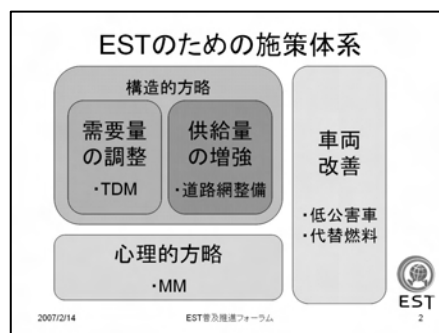 ESTのための施策体系
構造的方略
需要量
の調整
・TDM
供給量
の増強
・道路網整備
車両
改善
・低公害車
・代替燃料
心理的方略
・MM
EST
2007/2/14
EST普及推進フォーラム
2